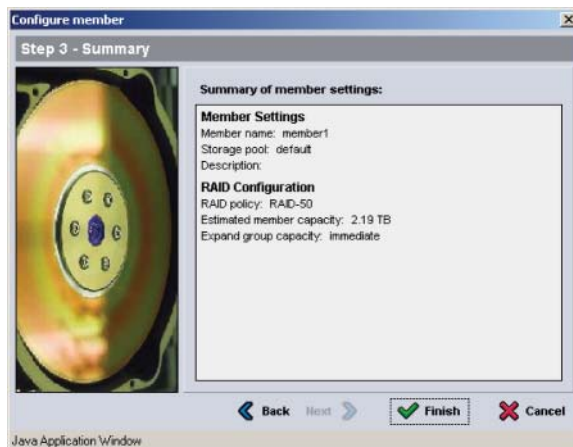 Configure member
Step 3 - Summary
Summary of member settings:
Member Settings
Member name: member1
Storage pool: default
Description:
RAID Configuration
RAID policy: RAID-50
Estimated member capacity: 2.19 TB
Expand group capacity: immediate
Back Next Finish Cancel
Java Application Window